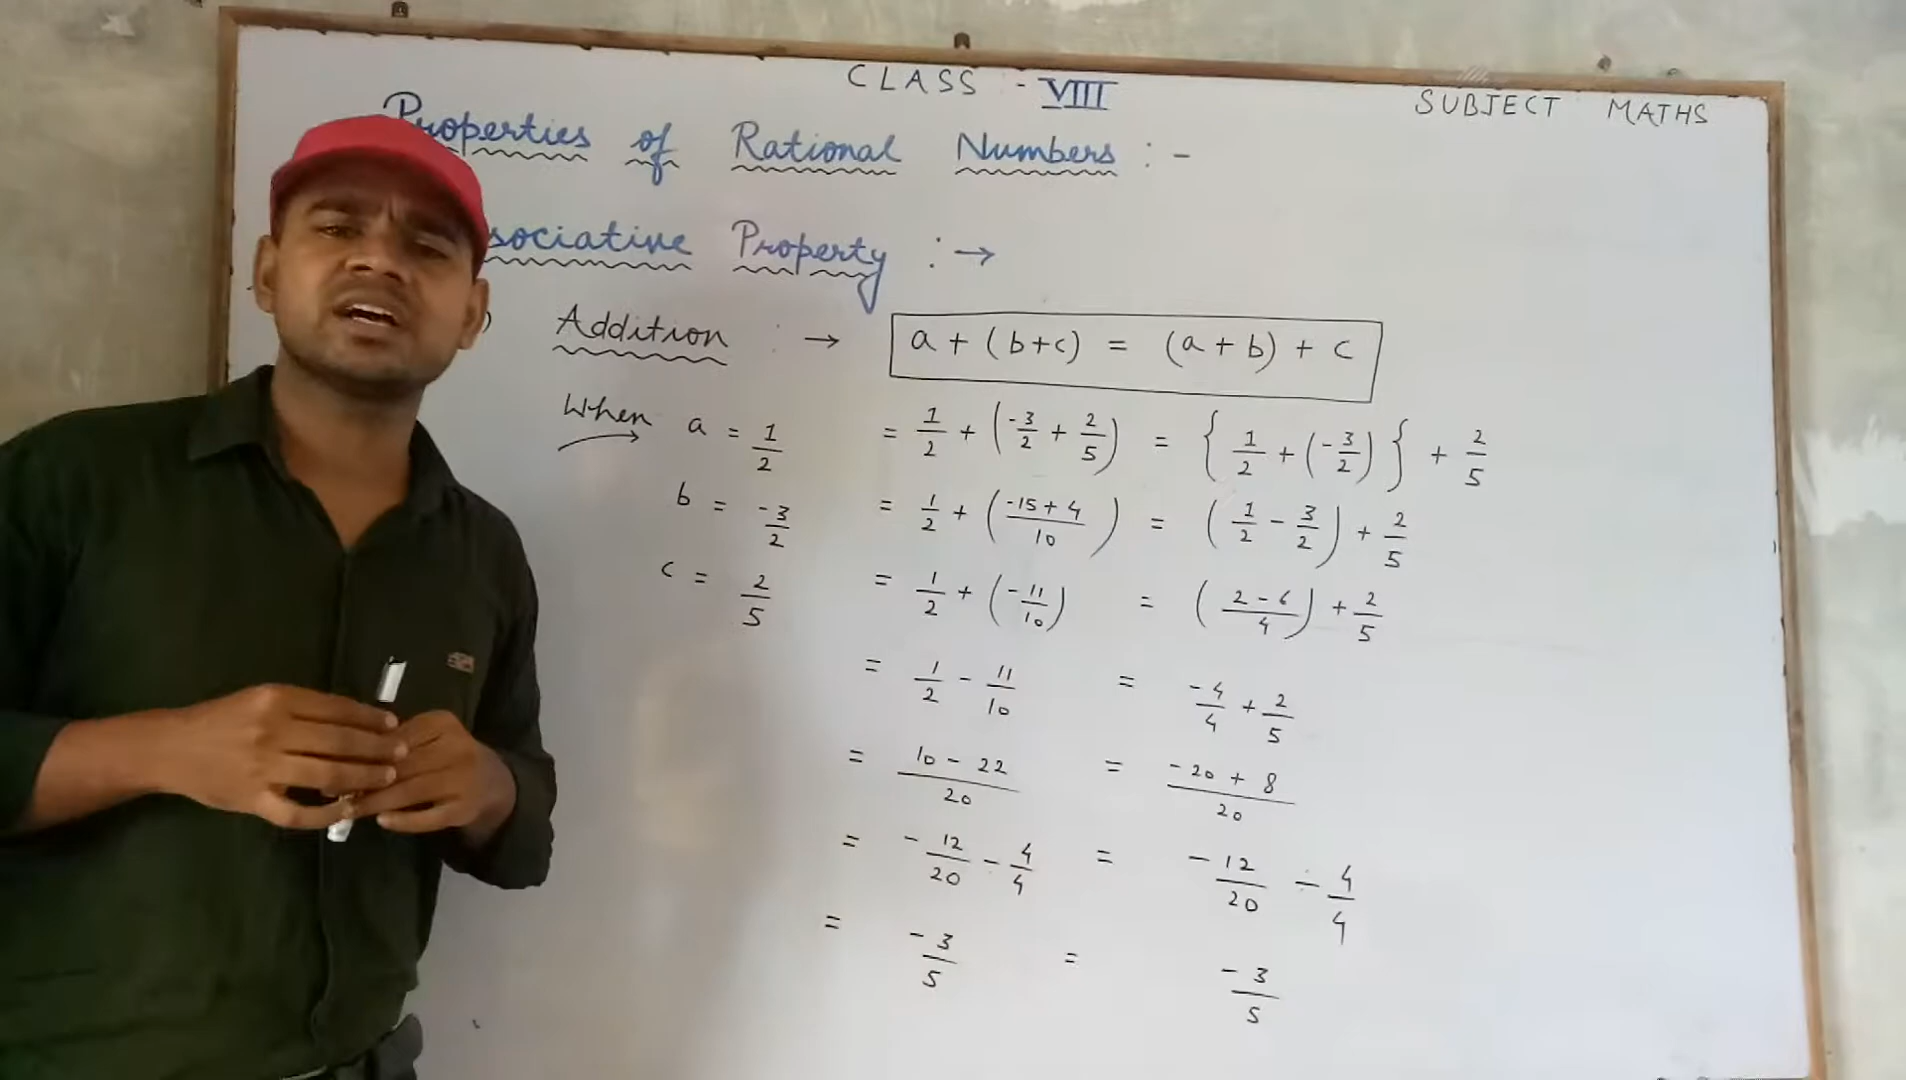 CLASS - VIII
SUBJECT MATHS
Properties of Rational Numbers : -
sociative Property : →
) Addition : → a + (b+c) = (a + b) + c
When a = 1/2 = 1/2 + (-3/2 + 2/5) = {1/2 + (-3/2)} + 2/5
b = -3/2 = 1/2 + (-15+4/10) = (1/2 - 3/2) + 2/5
c = 2/5 = 1/2 + (-11/10) = (2-6/4) + 2/5
= 1/2 - 11/10 = -4/4 + 2/5
= 10-22/20 = -20+8/20
= -12/20 ÷ 4/4 = -12/20 ÷ 4/4
= -3/5 = -3/5